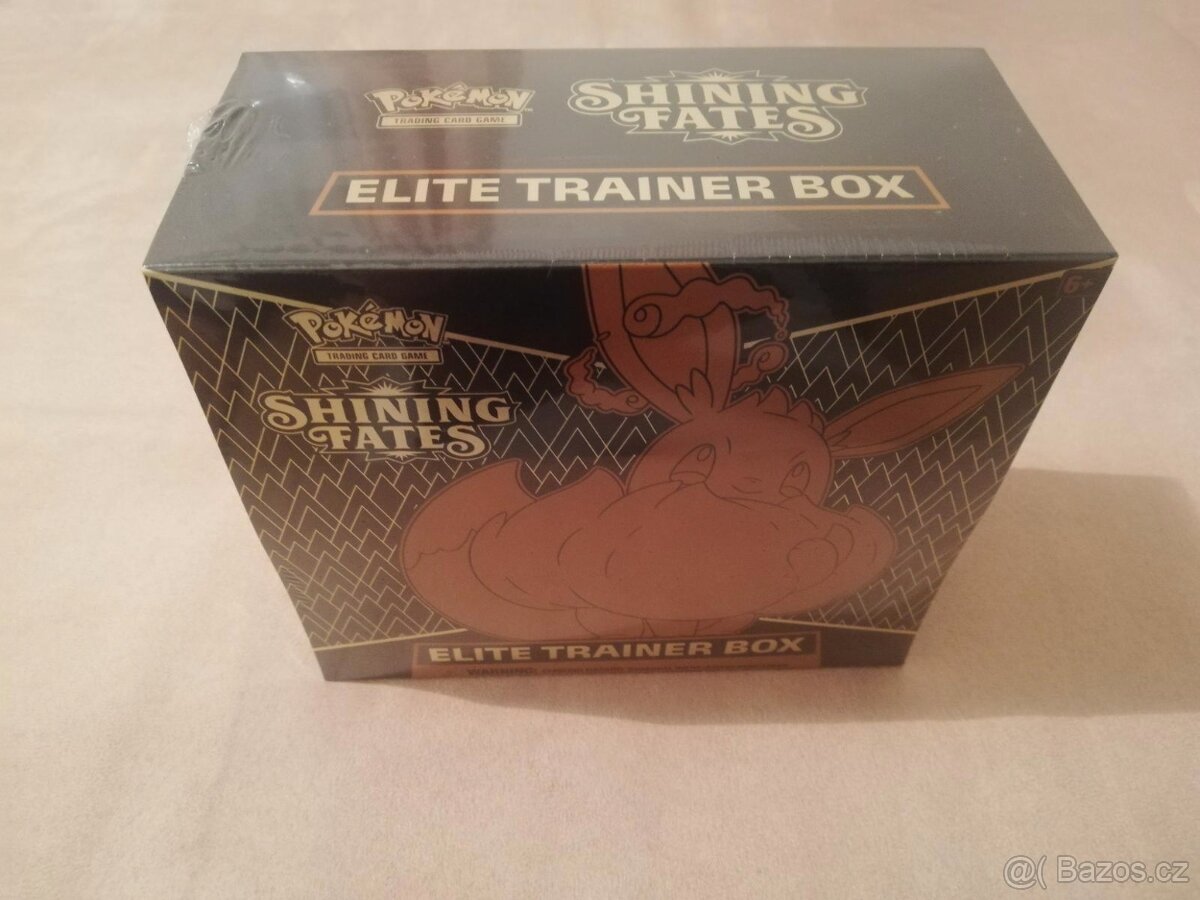 POKÉMON
TRADING CARD GAME
SHINING
FATES
ELITE TRAINER BOX
6+
POKÉMON
TRADING CARD GAME
SHINING
FATES
ELITE TRAINER BOX
WARNING:
@( Bazos.cz